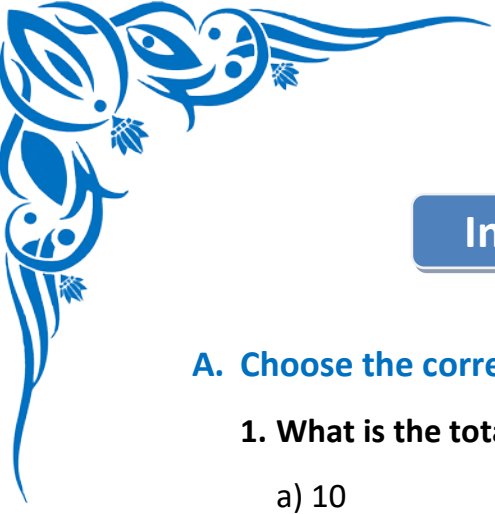 In
A. Choose the corre
1. What is the tota
a) 10